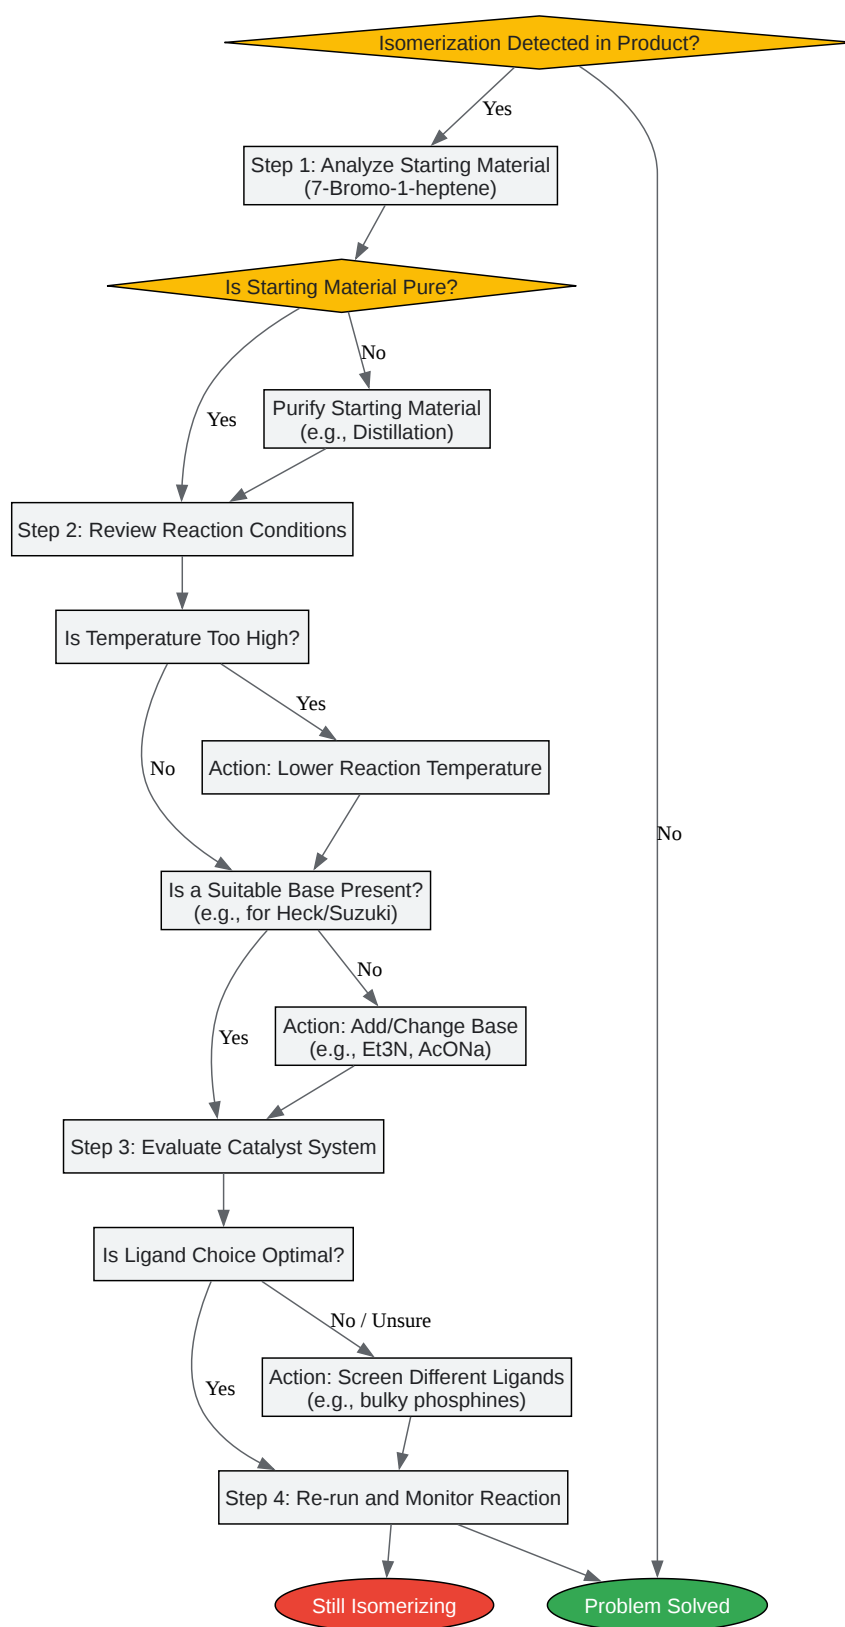 Isomerization Detected in Product?
Yes
Step 1: Analyze Starting Material
(7-Bromo-1-heptene)
Is Starting Material Pure?
No
Purify Starting Material
(e.g., Distillation)
Yes
Step 2: Review Reaction Conditions
Is Temperature Too High?
Yes
Action: Lower Reaction Temperature
No
No
Is a Suitable Base Present?
(e.g., for Heck/Suzuki)
No
Action: Add/Change Base
(e.g., Et3N, AcONa)
Yes
Step 3: Evaluate Catalyst System
Is Ligand Choice Optimal?
No / Unsure
Action: Screen Different Ligands
(e.g., bulky phosphines)
Yes
Step 4: Re-run and Monitor Reaction
Still Isomerizing
Problem Solved